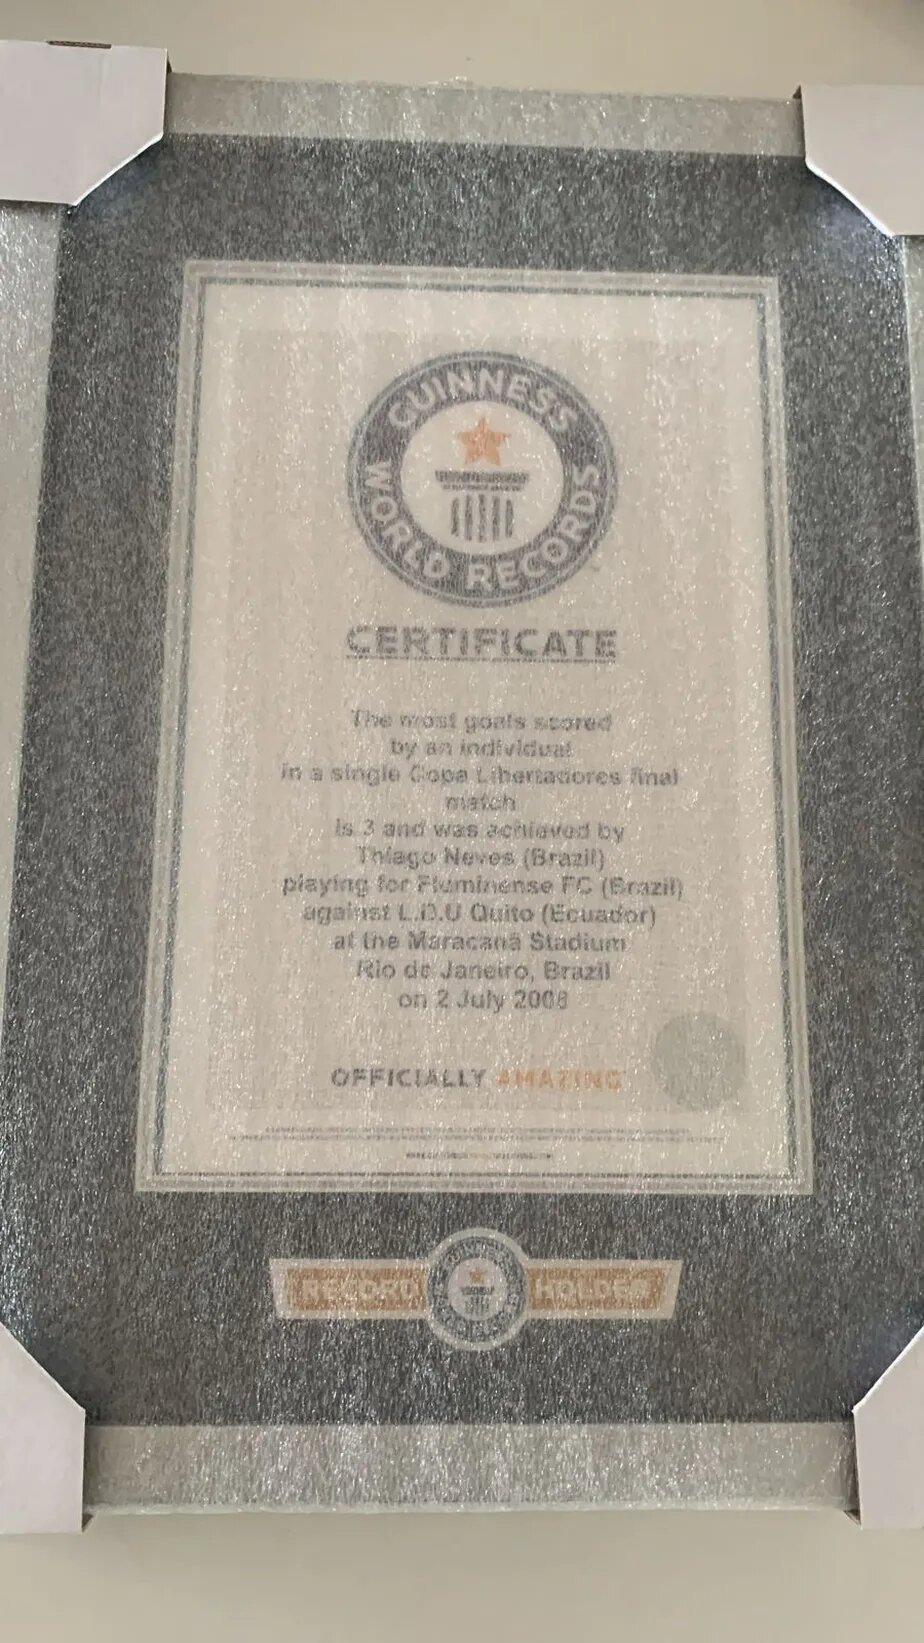 GUINNESS
WORLD RECORDS
CERTIFICATE
The most goals scored
by an individual
in a single Copa Libertadores final
match
is 3 and was achieved by
Thiago Neves (Brazil)
playing for Fluminense FC (Brazil)
against L.D.U Quito (Ecuador)
at the Maracanã Stadium
Rio de Janeiro, Brazil
on 2 July 2008
OFFICIALLY AMAZING
RECORD HOLDER